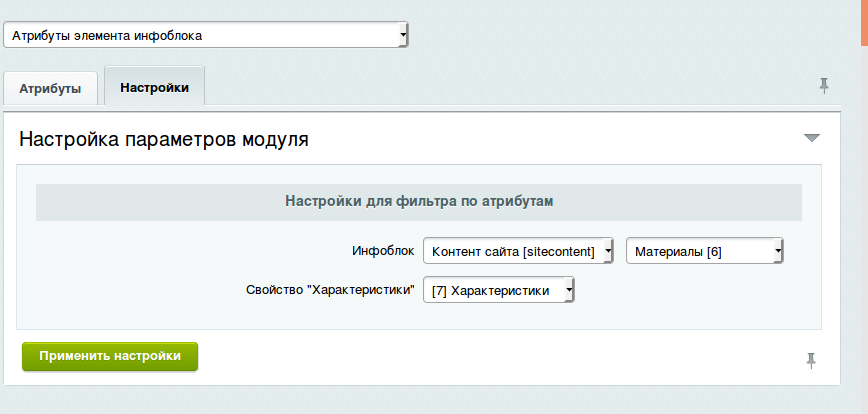 Атрибуты элемента инфоблока
Атрибуты Настройки
Настройка параметров модуля
Настройки для фильтра по атрибутам
Инфоблок Контент сайта [sitecontent] Материалы [6]
Свойство "Характеристики" [7] Характеристики
Применить настройки